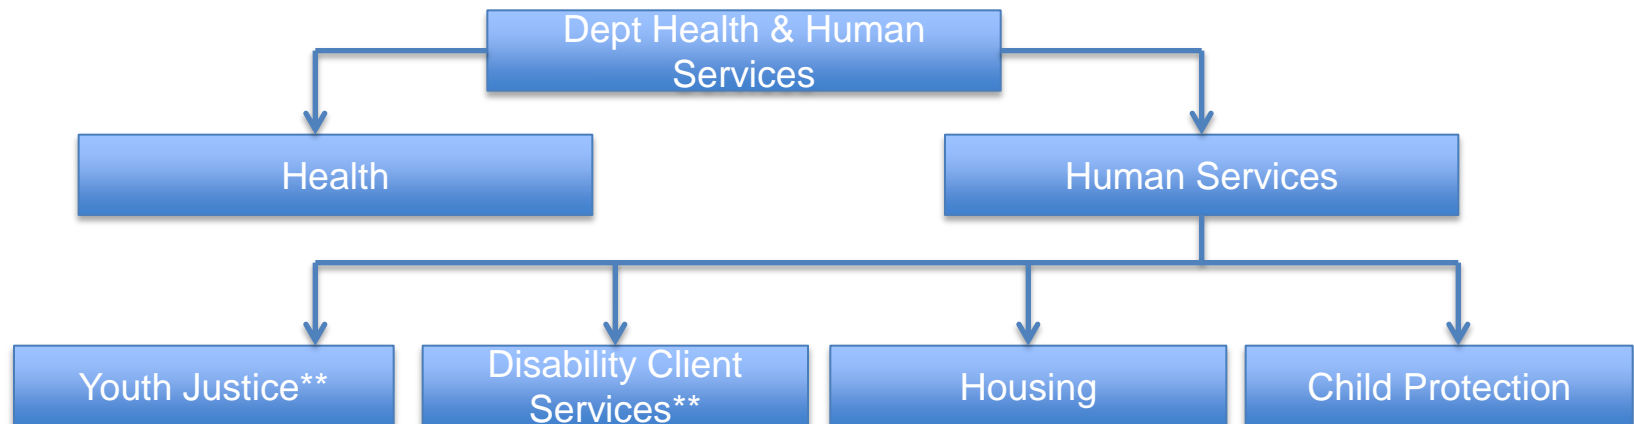 Dept Health & Human
Services
Health
Human Services
Youth Justice**
Disability Client
Services**
Housing
Child Protection